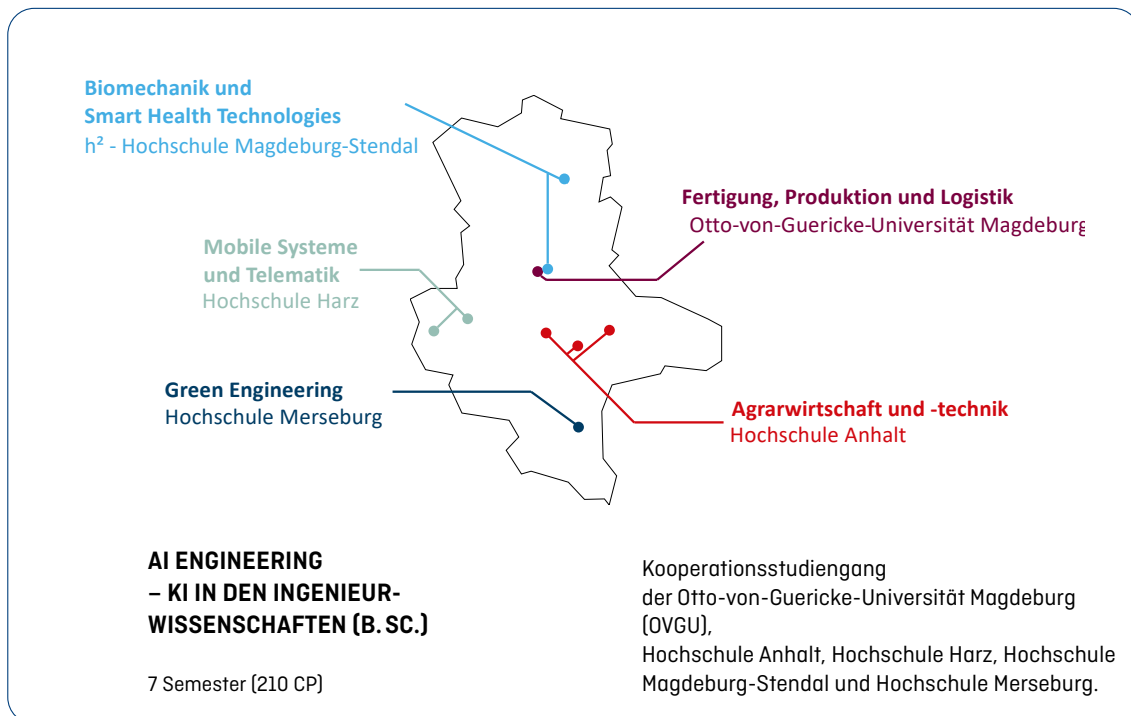 Biomechanik und
Smart Health Technologies
h² - Hochschule Magdeburg-Stendal
Fertigung, Produktion und Logistik
Otto-von-Guericke-Universität Magdeburg
Mobile Systeme
und Telematik
Hochschule Harz
Green Engineering
Hochschule Merseburg
Agrarwirtschaft und -technik
Hochschule Anhalt
AI ENGINEERING
– KI IN DEN INGENIEUR-
WISSENSCHAFTEN (B. SC.)
7 Semester (210 CP)
Kooperationsstudiengang
der Otto-von-Guericke-Universität Magdeburg
(OVGU),
Hochschule Anhalt, Hochschule Harz, Hochschule
Magdeburg-Stendal und Hochschule Merseburg.